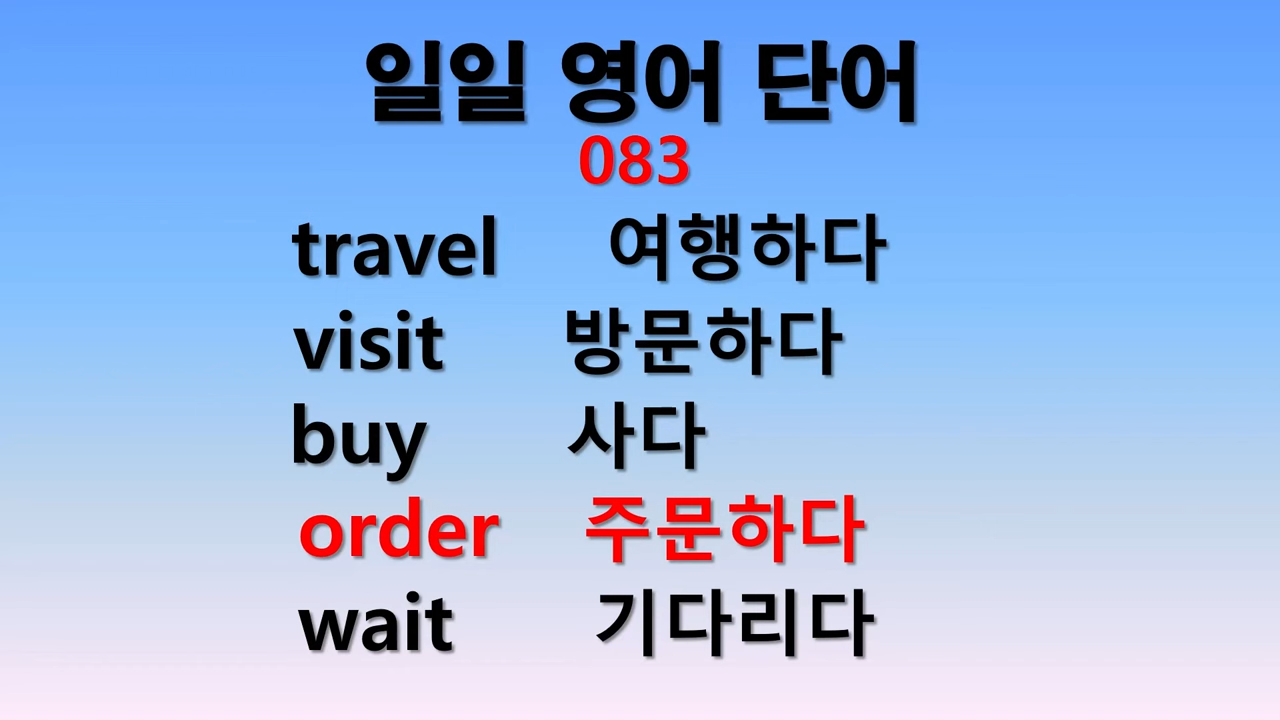 일일 영어 단어
083
travel 여행하다
visit 방문하다
buy 사다
order 주문하다
wait 기다리다